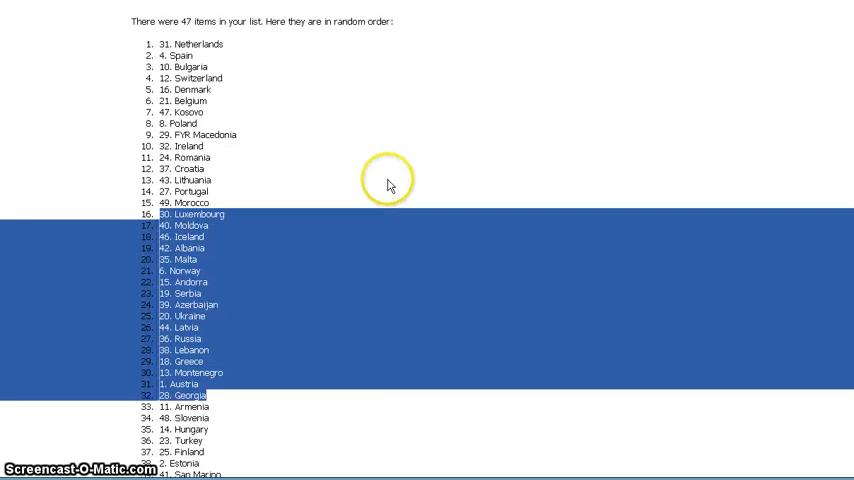 There were 47 items in your list. Here they are in random order:
1. 31. Netherlands
2. 4. Spain
3. 10. Bulgaria
4. 12. Switzerland
5. 16. Denmark
6. 21. Belgium
7. 47. Kosovo
8. 8. Poland
9. 29. FYR Macedonia
10. 32. Ireland
11. 24. Romania
12. 37. Croatia
13. 43. Lithuania
14. 27. Portugal
15. 49. Morocco
16. 30. Luxembourg
17. 40. Moldova
18. 46. Iceland
19. 42. Albania
20. 35. Malta
21. 6. Norway
22. 15. Andorra
23. 19. Serbia
24. 39. Azerbaijan
25. 20. Ukraine
26. 44. Latvia
27. 36. Russia
28. 38. Lebanon
29. 18. Greece
30. 13. Montenegro
31. 1. Austria
32. 28. Georgia
33. 11. Armenia
34. 48. Slovenia
35. 14. Hungary
36. 23. Turkey
37. 25. Finland
38. 2. Estonia
41. San Marino
Screencast-O-Matic.com